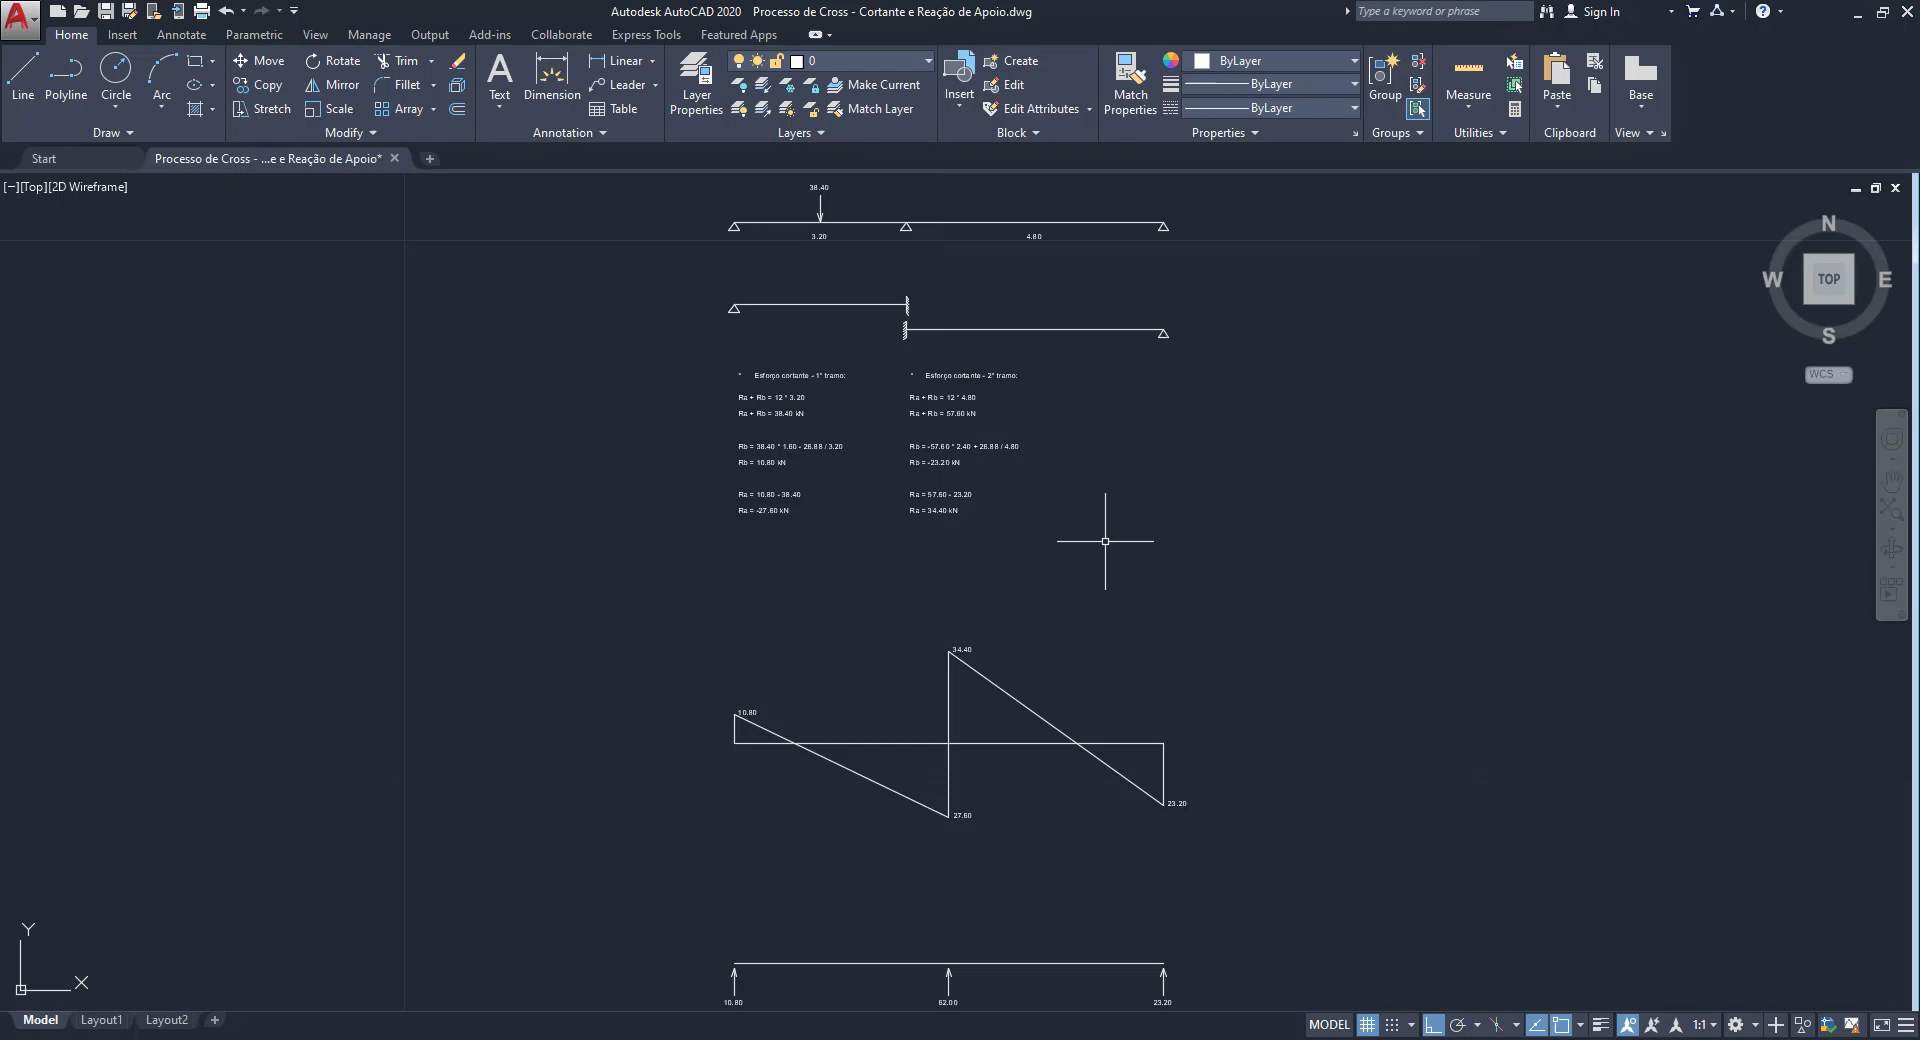 Autodesk AutoCAD 2020 Processo de Cross - Cortante e Reação de Apoio.dwg
Type a keyword or phrase
Sign In
Home Insert Annotate Parametric View Manage Output Add-ins Collaborate Express Tools Featured Apps
Line Polyline Circle Arc
Move Rotate Trim
Copy Mirror Fillet
Stretch Scale Array
Text Dimension
Linear
Leader
Table
Layer Properties
0
Make Current
Match Layer
Insert
Create
Edit
Edit Attributes
Match Properties
ByLayer
ByLayer
ByLayer
Group
Measure
Paste
Base
Draw Modify Annotation Layers Block Properties Groups Utilities Clipboard View
Start
Processo de Cross - ...e e Reação de Apoio*
[−][Top][2D Wireframe]
38.40
3.20 4.80
N
W TOP E
S
WCS
* Esforço cortante - 1° tramo:
Ra + Rb = 12 * 3.20
Ra + Rb = 38.40 kN
Rb = 38.40 * 1.60 - 26.88 / 3.20
Rb = 10.80 kN
Ra = 10.80 - 38.40
Ra = -27.60 kN
* Esforço cortante - 2° tramo:
Ra + Rb = 12 * 4.80
Ra + Rb = 57.60 kN
Rb = -57.60 * 2.40 + 26.88 / 4.80
Rb = -23.20 kN
Ra = 57.60 - 23.20
Ra = 34.40 kN
34.40
10.80
23.20
27.60
10.80 62.00 23.20
Y
X
Model Layout1 Layout2
MODEL
1:1